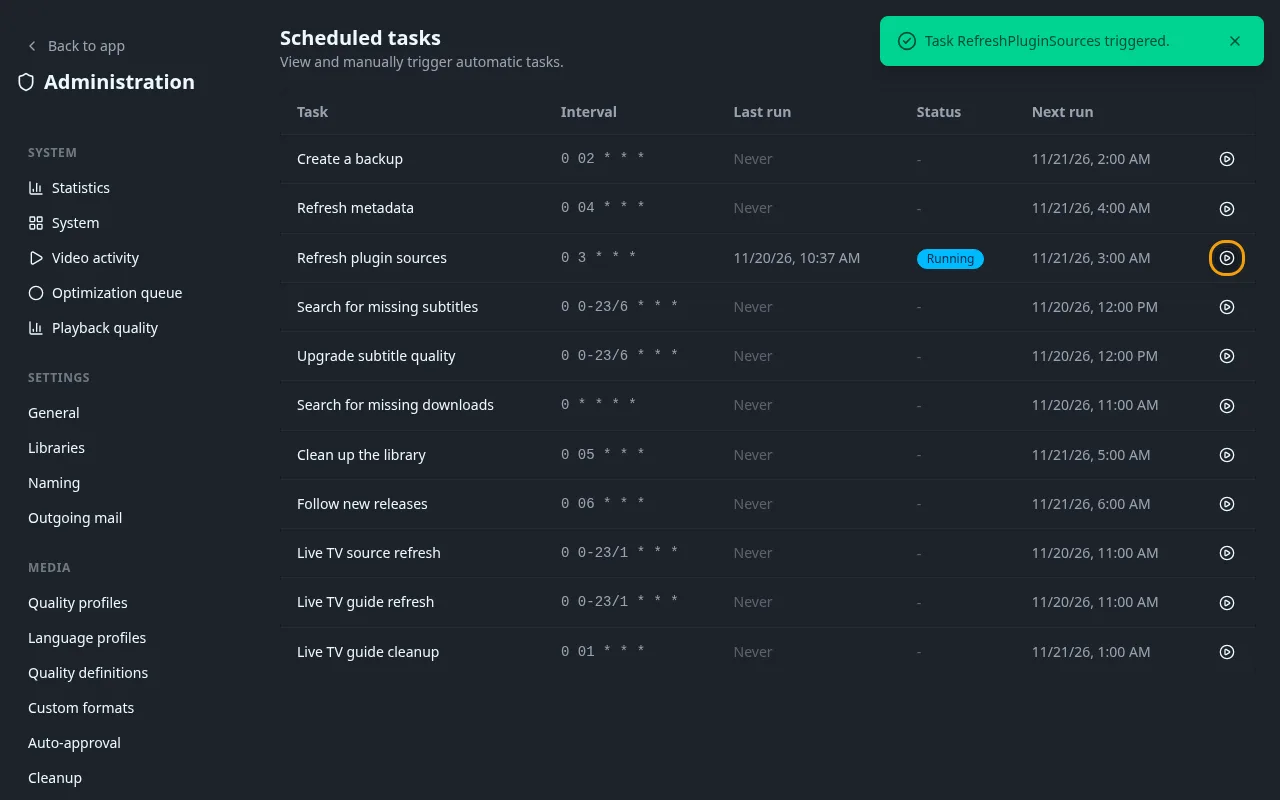 Back to app
Administration
SYSTEM
Statistics
System
Video activity
Optimization queue
Playback quality
SETTINGS
General
Libraries
Naming
Outgoing mail
MEDIA
Quality profiles
Language profiles
Quality definitions
Custom formats
Auto-approval
Cleanup
Scheduled tasks
View and manually trigger automatic tasks.
Task RefreshPluginSources triggered.
Task Interval Last run Status Next run
Create a backup 0 02 * * * Never - 11/21/26, 2:00 AM
Refresh metadata 0 04 * * * Never - 11/21/26, 4:00 AM
Refresh plugin sources 0 3 * * * 11/20/26, 10:37 AM Running 11/21/26, 3:00 AM
Search for missing subtitles 0 0-23/6 * * * Never - 11/20/26, 12:00 PM
Upgrade subtitle quality 0 0-23/6 * * * Never - 11/20/26, 12:00 PM
Search for missing downloads 0 * * * * Never - 11/20/26, 11:00 AM
Clean up the library 0 05 * * * Never - 11/21/26, 5:00 AM
Follow new releases 0 06 * * * Never - 11/21/26, 6:00 AM
Live TV source refresh 0 0-23/1 * * * Never - 11/20/26, 11:00 AM
Live TV guide refresh 0 0-23/1 * * * Never - 11/20/26, 11:00 AM
Live TV guide cleanup 0 01 * * * Never - 11/21/26, 1:00 AM